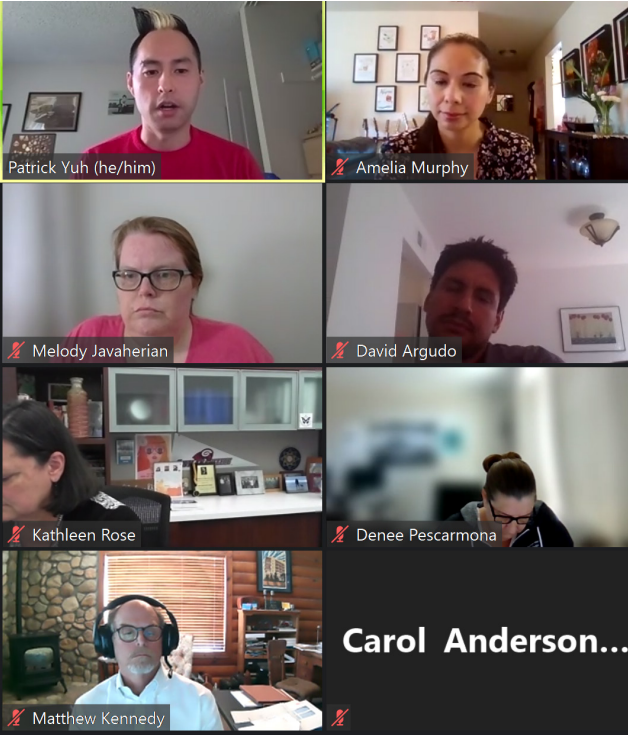 Patrick Yuh (he/him)
Amelia Murphy
Melody Javaherian
David Argudo
Kathleen Rose
Denee Pescarmona
Matthew Kennedy
Carol Anderson...